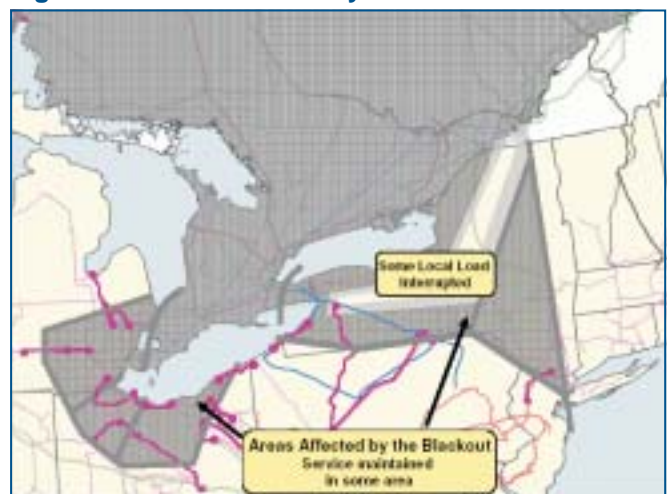 Some Local Load
Interrupted
Areas Affected by the Blackout
Service maintained
in some area